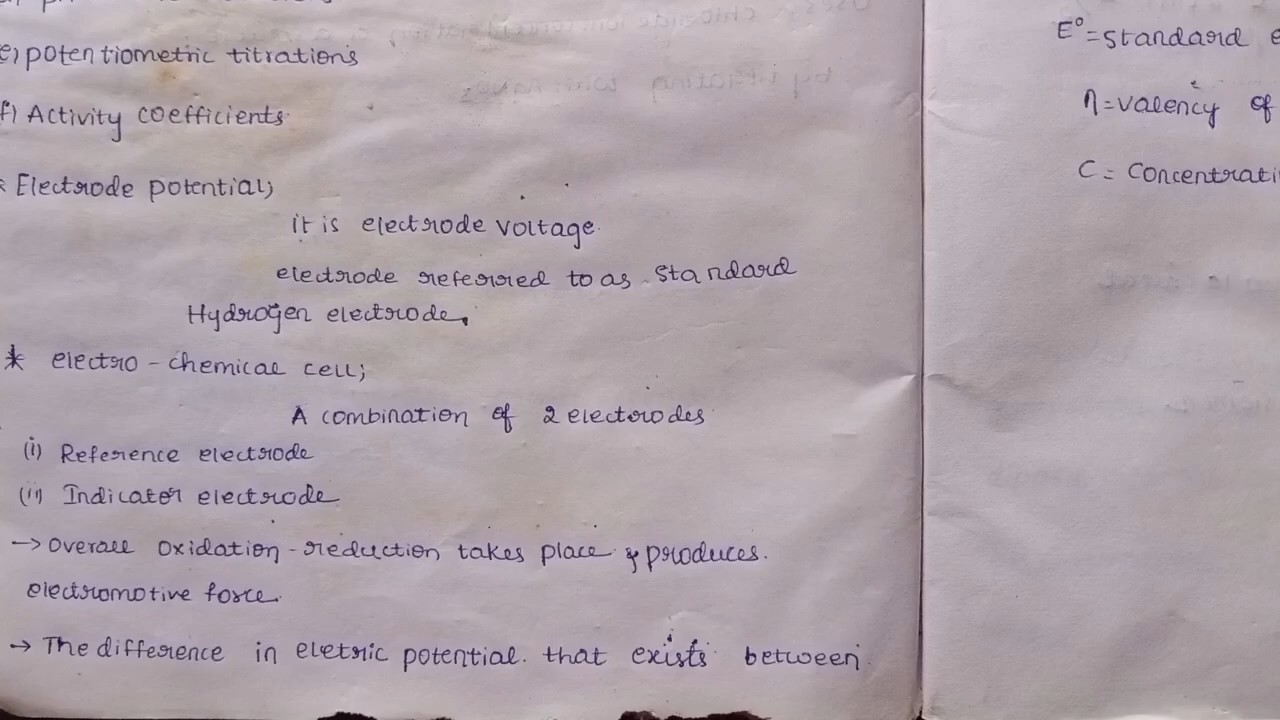 e) potentiometric titrations
f) Activity coefficients
* Electrode potential;
it is electrode voltage.
electrode referred to as standard
Hydrogen electrode.
* electro-chemical cell;
A combination of 2 electrodes
(i) Reference electrode
(ii) Indicator electrode
→ Overall Oxidation-reduction takes place & produces.
electromotive force.
→ The difference in eletric potential. that exists between
E°=standard
η=valency of
C = Concentrati